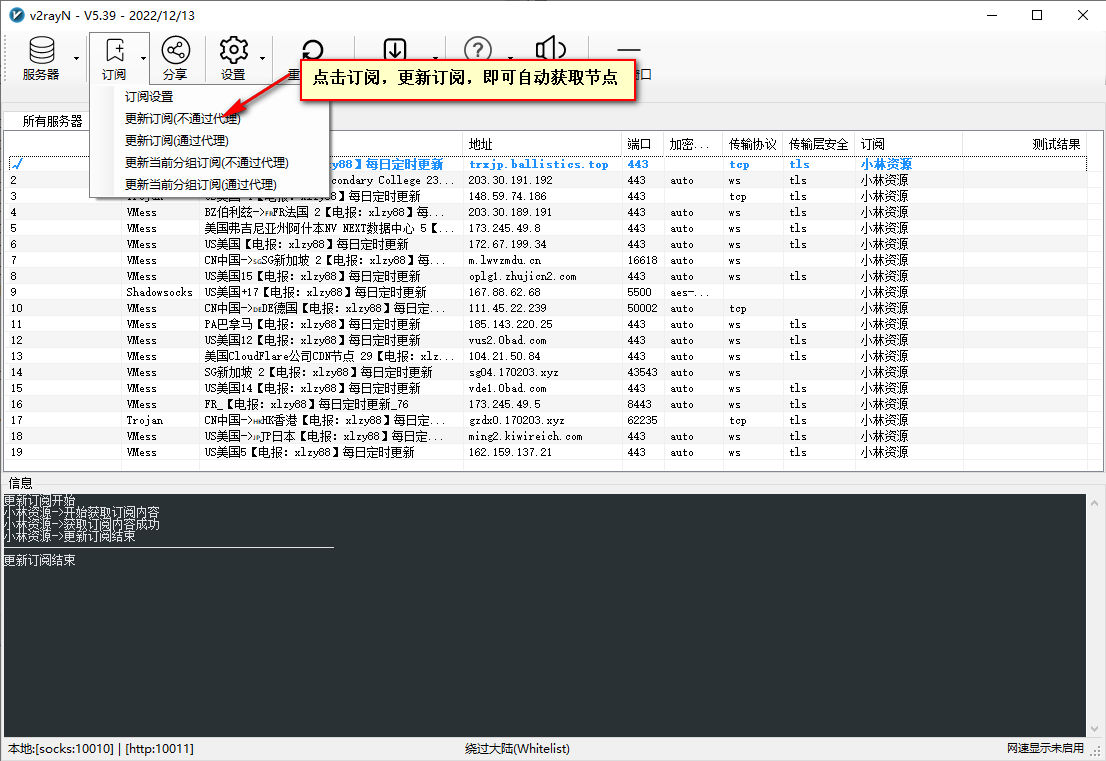 v2rayN - V5.39 - 2022/12/13
服务器 订阅 分享 设置
点击订阅，更新订阅，即可自动获取节点
订阅设置
更新订阅(不通过代理)
更新订阅(通过代理)
更新当前分组订阅(不通过代理)
更新当前分组订阅(通过代理)
所有服务器
地址 端口 加密... 传输协议 传输层安全 订阅 测试结果
y88】每日定时更新 trxjp.ballistics.top 443 tcp tls 小林资源
2 ondary College 23... 203.30.191.192 443 auto ws tls 小林资源
3 Trojan US美国 1【电报：xlzy88】每日定时更新 148.59.74.186 443 tcp tls 小林资源
4 VMess BZ伯利兹->FR法国 2【电报：xlzy88】每... 203.30.189.191 443 auto ws tls 小林资源
5 VMess 美国弗吉尼亚州阿什本NV NEXT数据中心 5【... 173.245.49.8 443 auto ws tls 小林资源
6 VMess US美国【电报：xlzy88】每日定时更新 172.67.199.34 443 auto ws tls 小林资源
7 VMess CN中国->SGSG新加坡 2【电报：xlzy88】每... m.lwvzmdu.cn 16618 auto ws 小林资源
8 VMess US美国15【电报：xlzy88】每日定时更新 oplg1.zhujicn2.com 443 auto ws tls 小林资源
9 Shadowsocks US美国+17【电报：xlzy88】每日定时更新 167.88.62.68 5500 aes-... 小林资源
10 VMess CN中国->DEDE德国【电报：xlzy88】每日定... 111.45.22.239 50002 auto tcp 小林资源
11 VMess PA巴拿马【电报：xlzy88】每日定时更新 185.143.220.25 443 auto ws tls 小林资源
12 VMess US美国12【电报：xlzy88】每日定时更新 vus2.0bad.com 443 auto ws tls 小林资源
13 VMess 美国CloudFlare公司CDN节点 29【电报：xlz... 104.21.50.84 443 auto ws tls 小林资源
14 VMess SG新加坡 2【电报：xlzy88】每日定时更新 sg04.170203.xyz 43543 auto ws 小林资源
15 VMess US美国14【电报：xlzy88】每日定时更新 vde1.0bad.com 443 auto ws tls 小林资源
16 VMess FR_【电报：xlzy88】每日定时更新_76 173.245.49.5 8443 auto ws tls 小林资源
17 Trojan CN中国->HKHK香港【电报：xlzy88】每日定... gzdx0.170203.xyz 62235 tcp tls 小林资源
18 VMess US美国->JPJP日本【电报：xlzy88】每日定... ming2.kiwireich.com 443 auto ws tls 小林资源
19 VMess US美国5【电报：xlzy88】每日定时更新 162.159.137.21 443 auto ws tls 小林资源
信息
更新订阅开始
小林资源->开始获取订阅内容
小林资源->获取订阅内容成功
小林资源->更新订阅结束
更新订阅结束
本地:[socks:10010] | [http:10011] 绕过大陆(Whitelist) 网速显示未启用